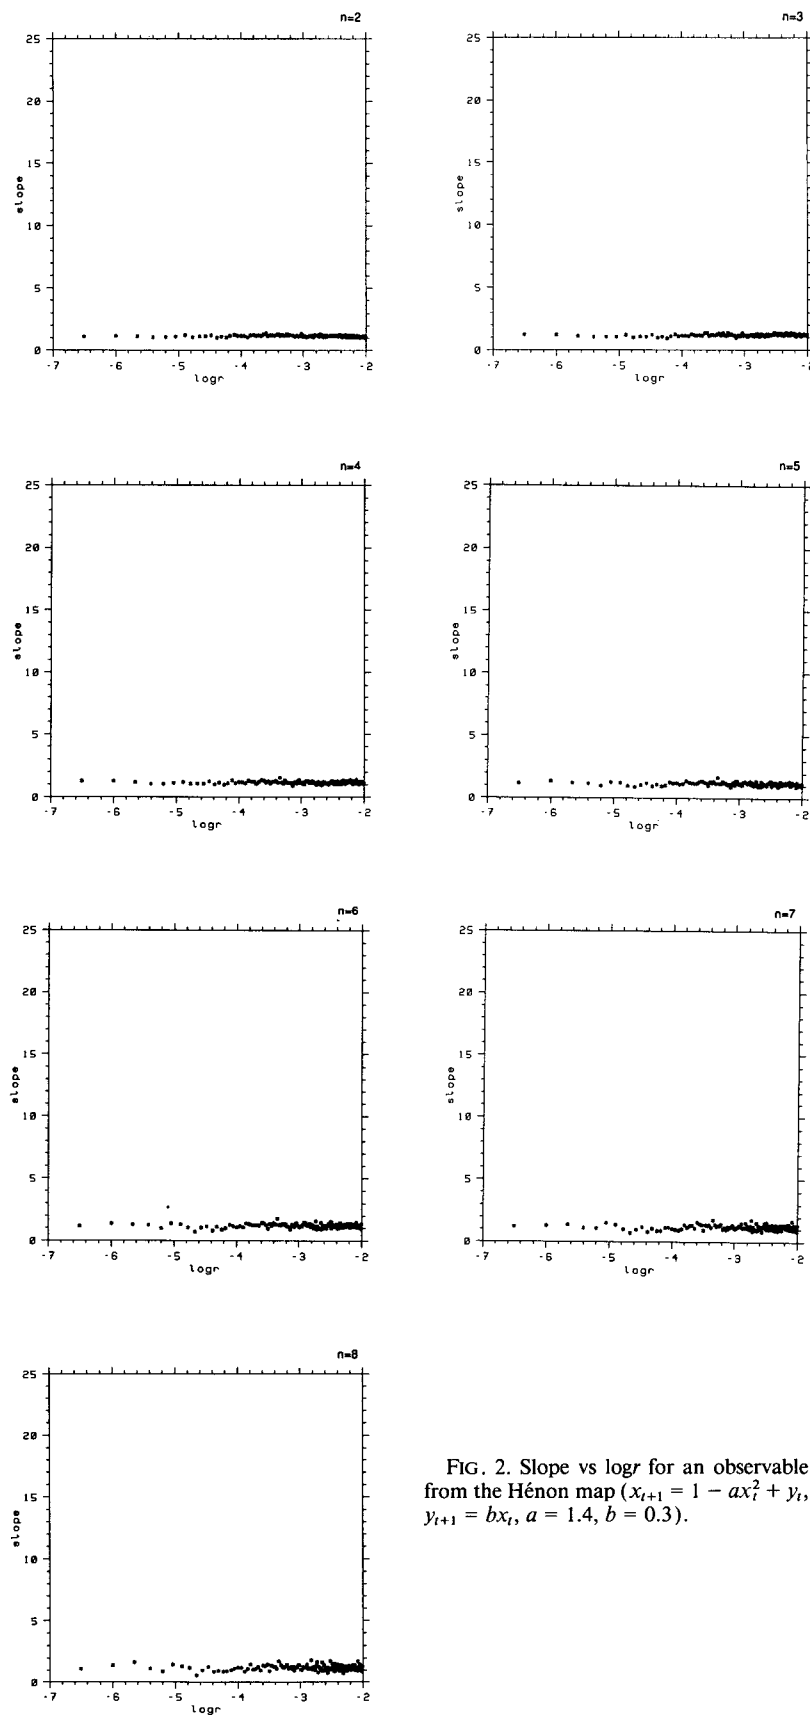 n=2
25
20
15
10
5
0
slope
-7 -6 -5 -4 -3 -2
logr
n=3
25
20
15
10
5
0
slope
-7 -6 -5 -4 -3 -2
logr
n=4
25
20
15
10
5
0
slope
-7 -6 -5 -4 -3 -2
logr
n=5
25
20
15
10
5
0
slope
-7 -6 -5 -4 -3 -2
logr
n=6
25
20
15
10
5
0
slope
-7 -6 -5 -4 -3 -2
logr
n=7
25
20
15
10
5
0
slope
-7 -6 -5 -4 -3 -2
logr
n=8
25
20
15
10
5
0
slope
-7 -6 -5 -4 -3 -2
logr
FIG. 2. Slope vs logr for an observable
from the Hénon map (xₜ₊₁ = 1 − axₜ² + yₜ,
yₜ₊₁ = bxₜ, a = 1.4, b = 0.3).